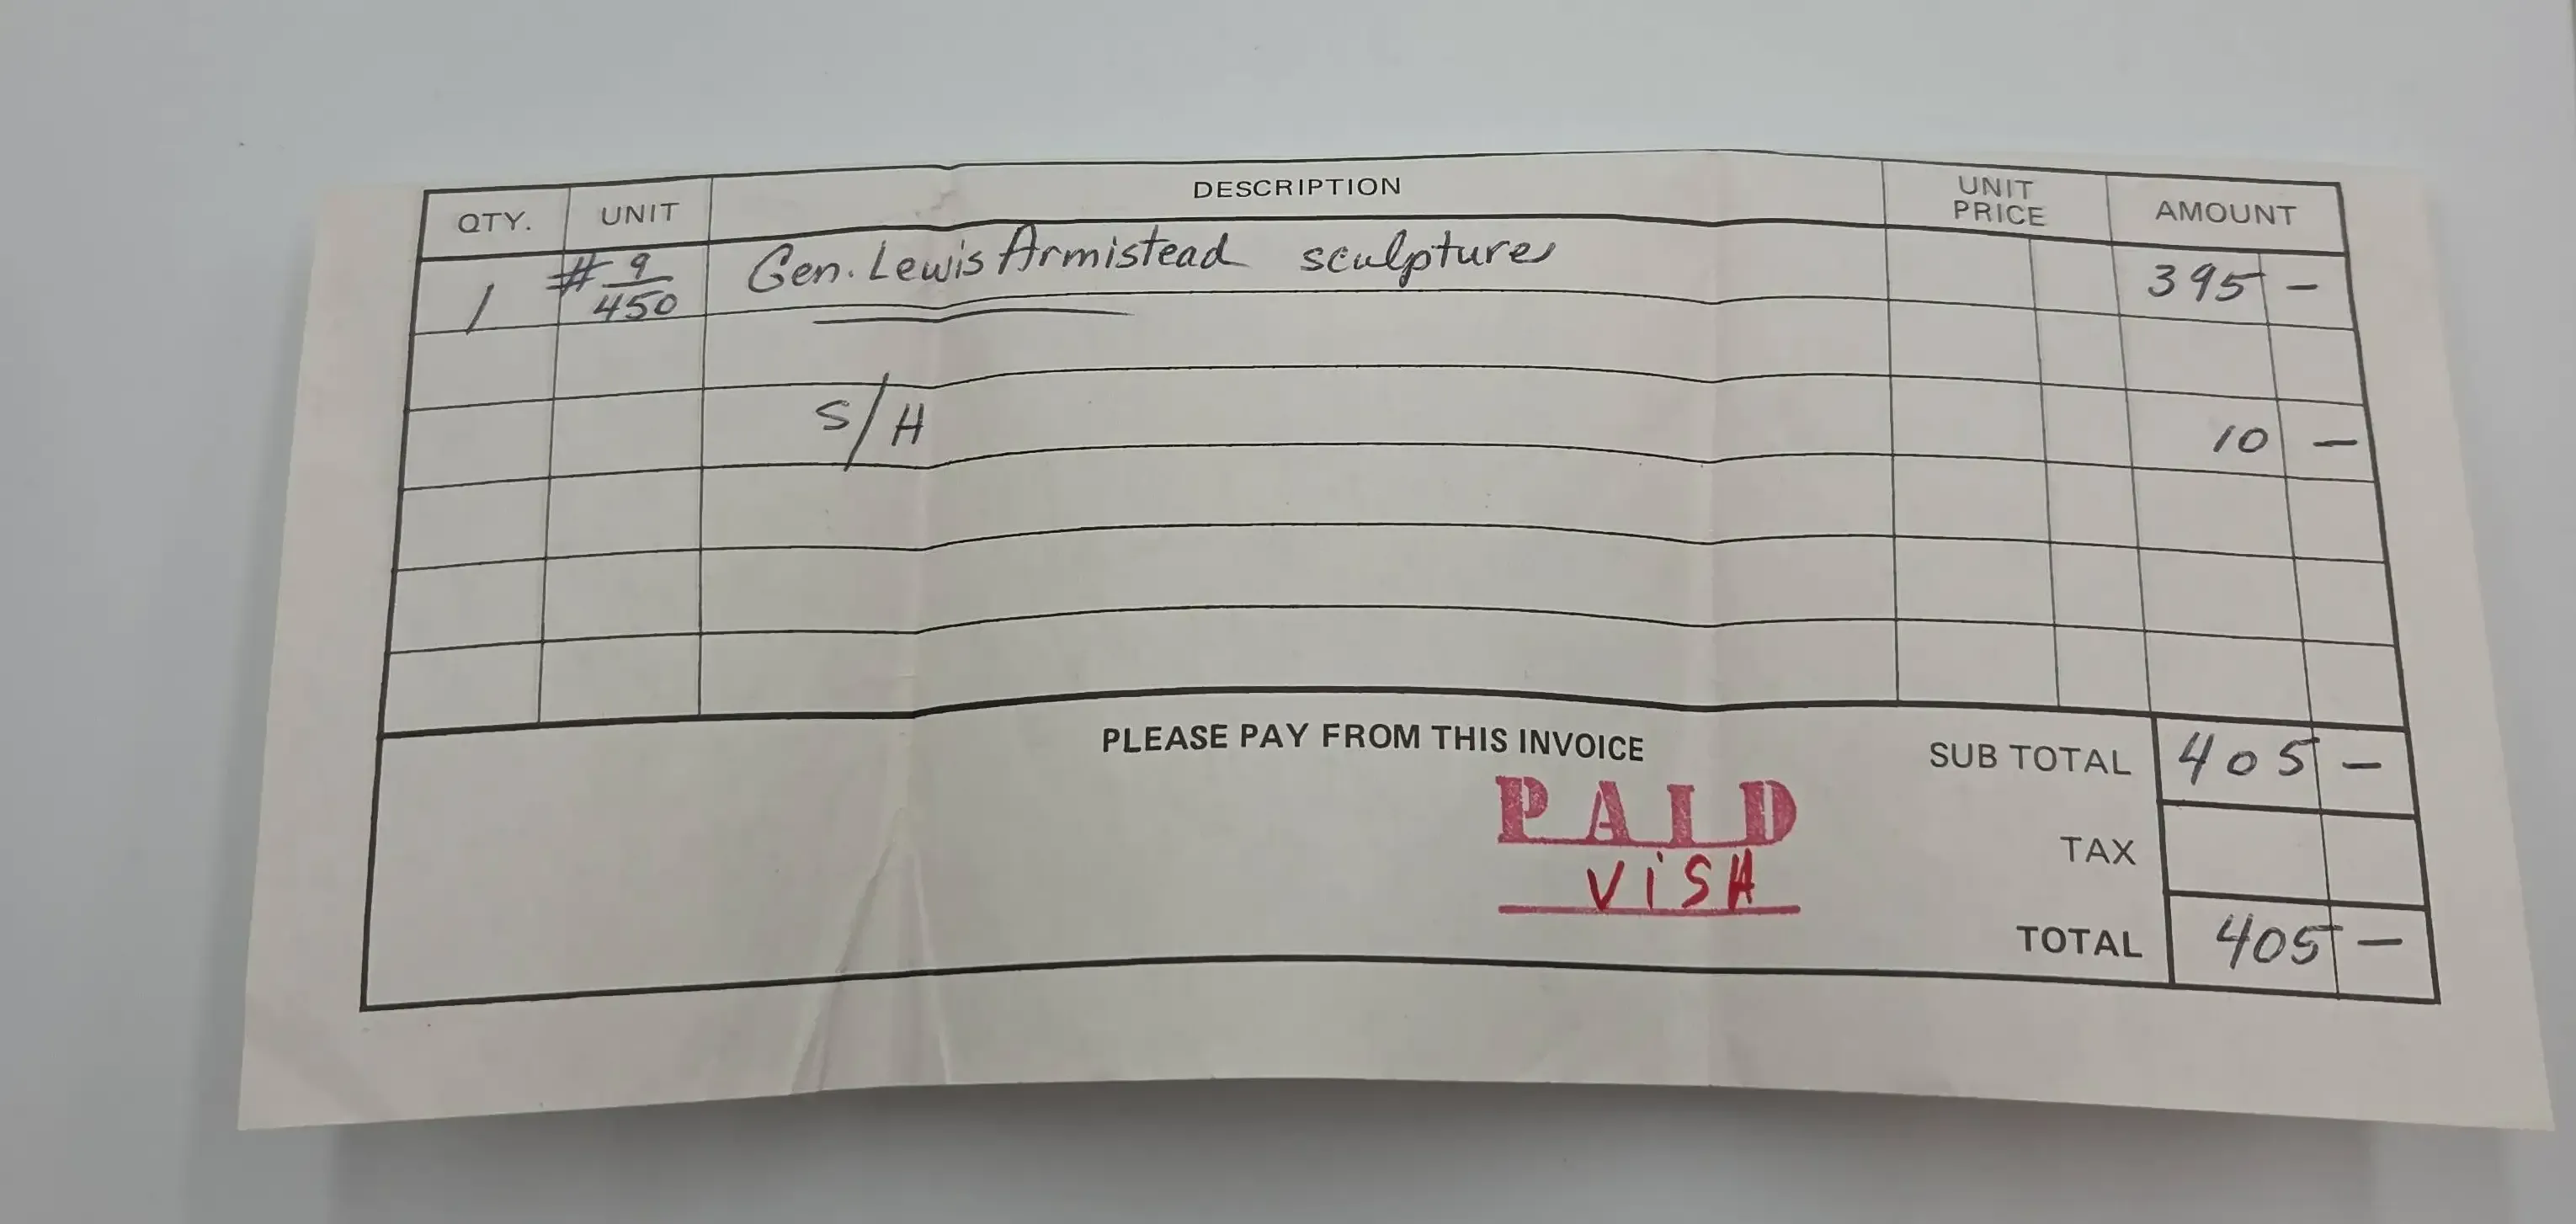 QTY. UNIT DESCRIPTION UNIT PRICE AMOUNT
1 # 9/450 Gen. Lewis Armistead sculpture 395 -
S/H 10 -
PLEASE PAY FROM THIS INVOICE SUB TOTAL 405 -
PAID
VISA
TAX
TOTAL 405 -